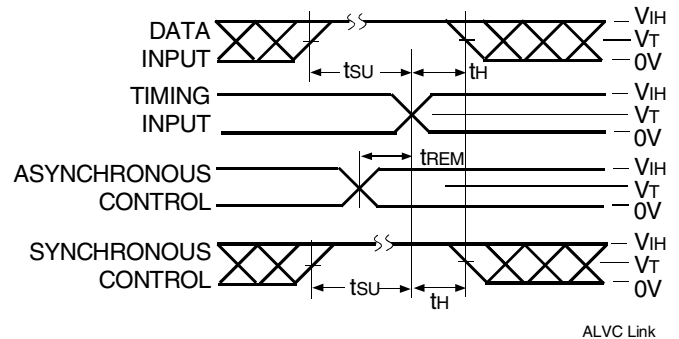 DATA
INPUT
tSU
tH
VIH
VT
0V
TIMING
INPUT
VIH
VT
0V
tREM
ASYNCHRONOUS
CONTROL
VIH
VT
0V
SYNCHRONOUS
CONTROL
tSU
tH
VIH
VT
0V
ALVC Link